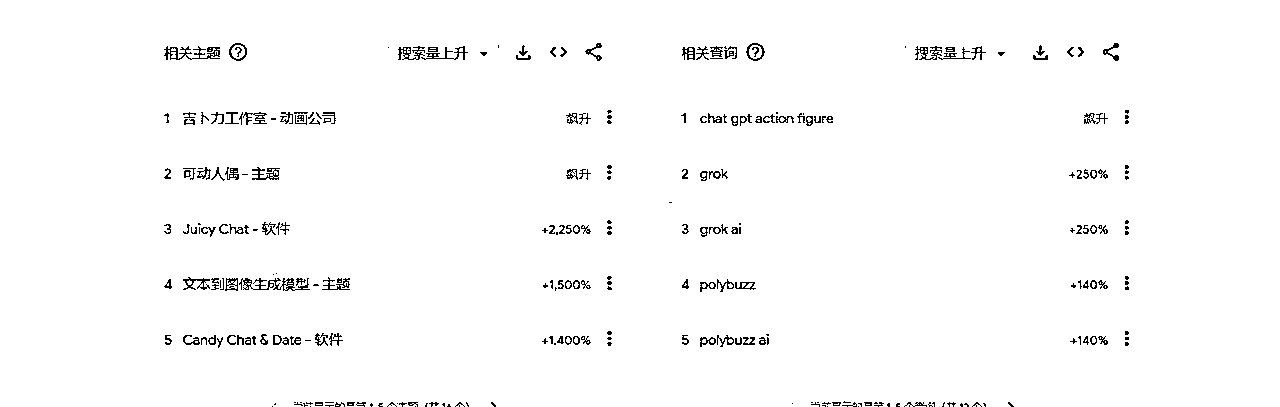 相关主题
搜索量上升
1 吉卜力工作室 - 动画公司 飙升
2 可动人偶 - 主题 飙升
3 Juicy Chat - 软件 +2,250%
4 文本到图像生成模型 - 主题 +1,500%
5 Candy Chat & Date - 软件 +1,400%
相关查询
搜索量上升
1 chat gpt action figure 飙升
2 grok +250%
3 grok ai +250%
4 polybuzz +140%
5 polybuzz ai +140%